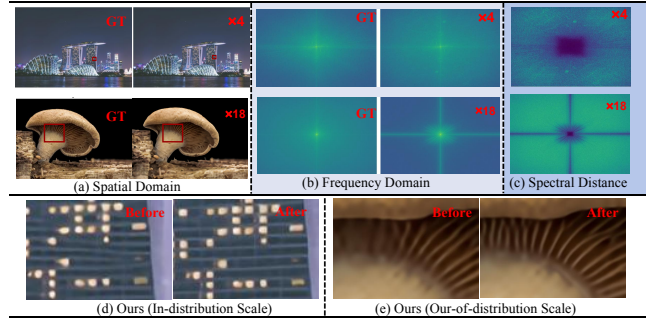 GT ×4 GT ×4 ×4
GT ×18 GT ×18 ×18
(a) Spatial Domain (b) Frequency Domain (c) Spectral Distance
Before After Before After
(d) Ours (In-distribution Scale) (e) Ours (Our-of-distribution Scale)